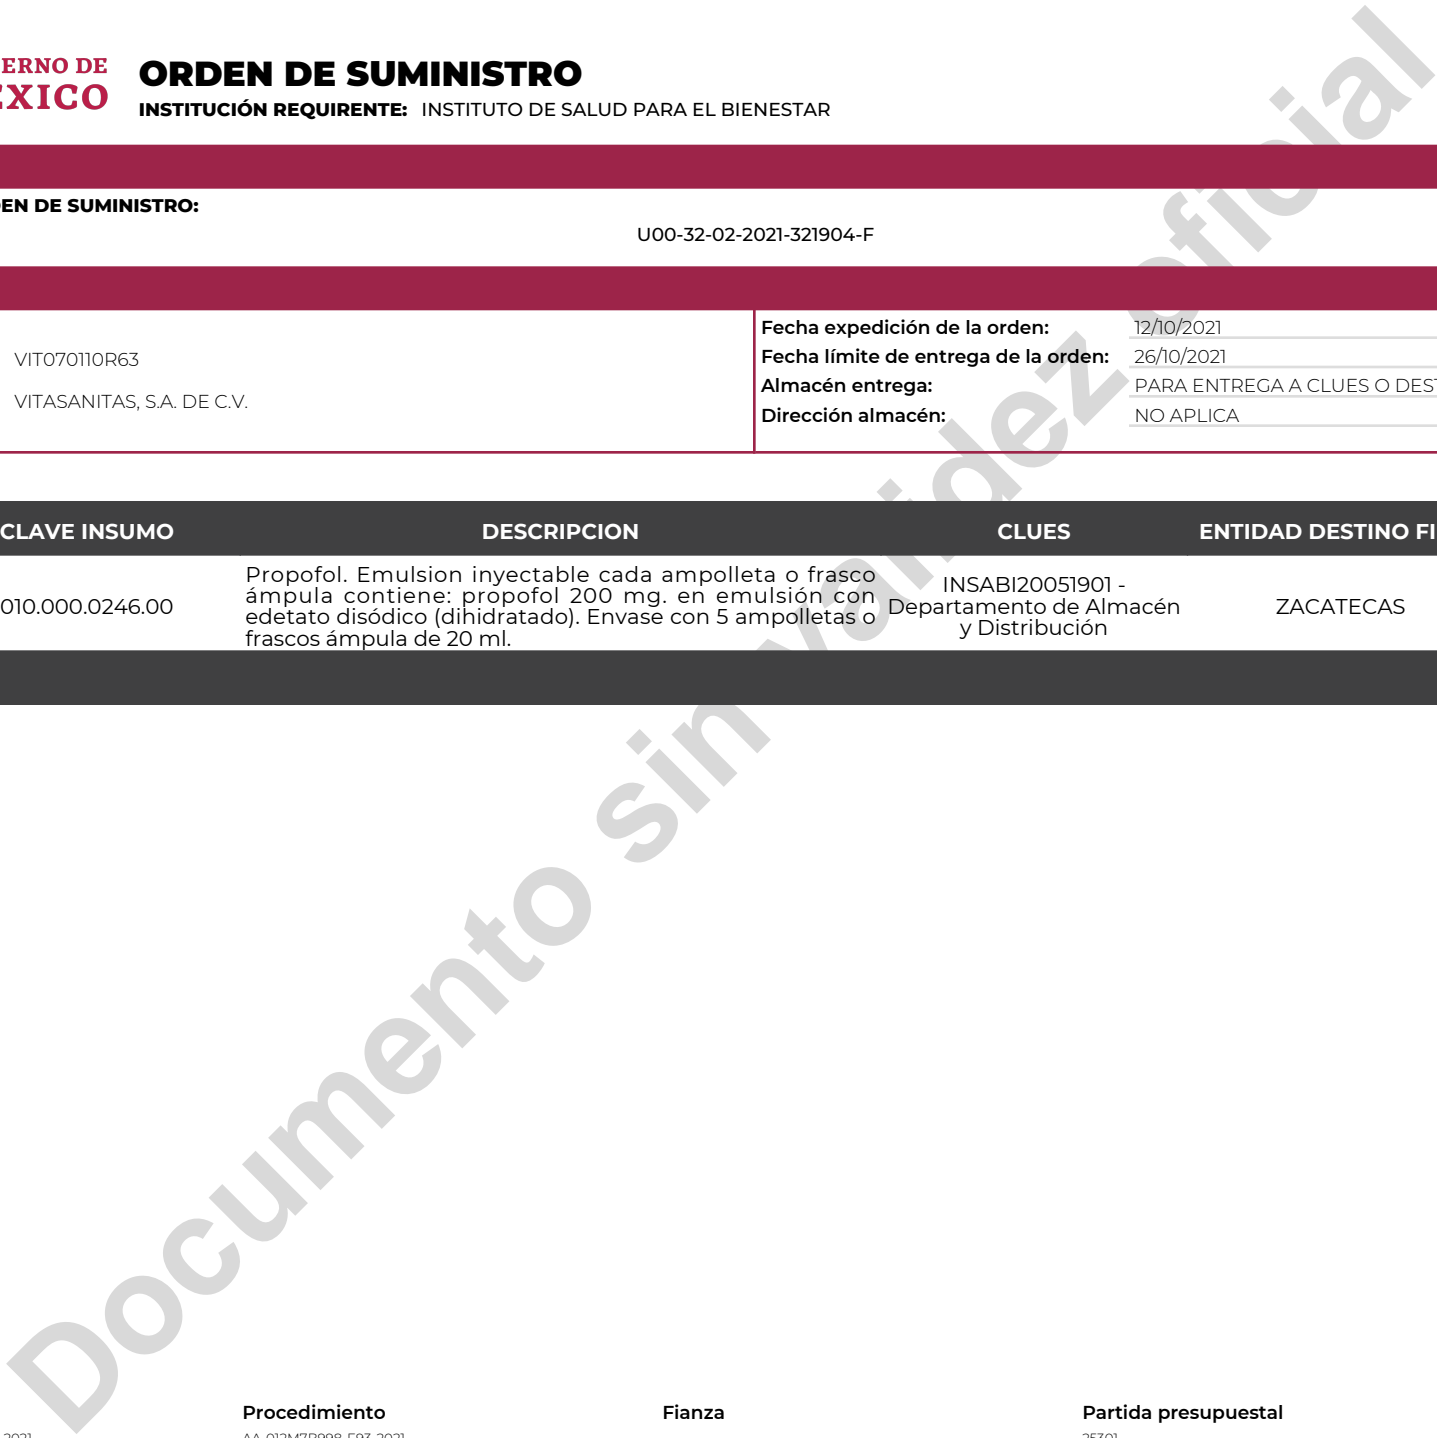 ERNO DE
EXICO
ORDEN DE SUMINISTRO
INSTITUCIÓN REQUIRENTE: INSTITUTO DE SALUD PARA EL BIENESTAR
EN DE SUMINISTRO:
U00-32-02-2021-321904-F
VIT070110R63
VITASANITAS, S.A. DE C.V.
Fecha expedición de la orden: 12/10/2021
Fecha límite de entrega de la orden: 26/10/2021
Almacén entrega: PARA ENTREGA A CLUES O DEST
Dirección almacén: NO APLICA
CLAVE INSUMO DESCRIPCION CLUES ENTIDAD DESTINO FI
010.000.0246.00
Propofol. Emulsion inyectable cada ampolleta o frasco
ámpula contiene: propofol 200 mg. en emulsión con
edetato disódico (dihidratado). Envase con 5 ampolletas o
frascos ámpula de 20 ml.
INSABI20051901 -
Departamento de Almacén
y Distribución
ZACATECAS
Documento sin validez oficial
Procedimiento Fianza Partida presupuestal